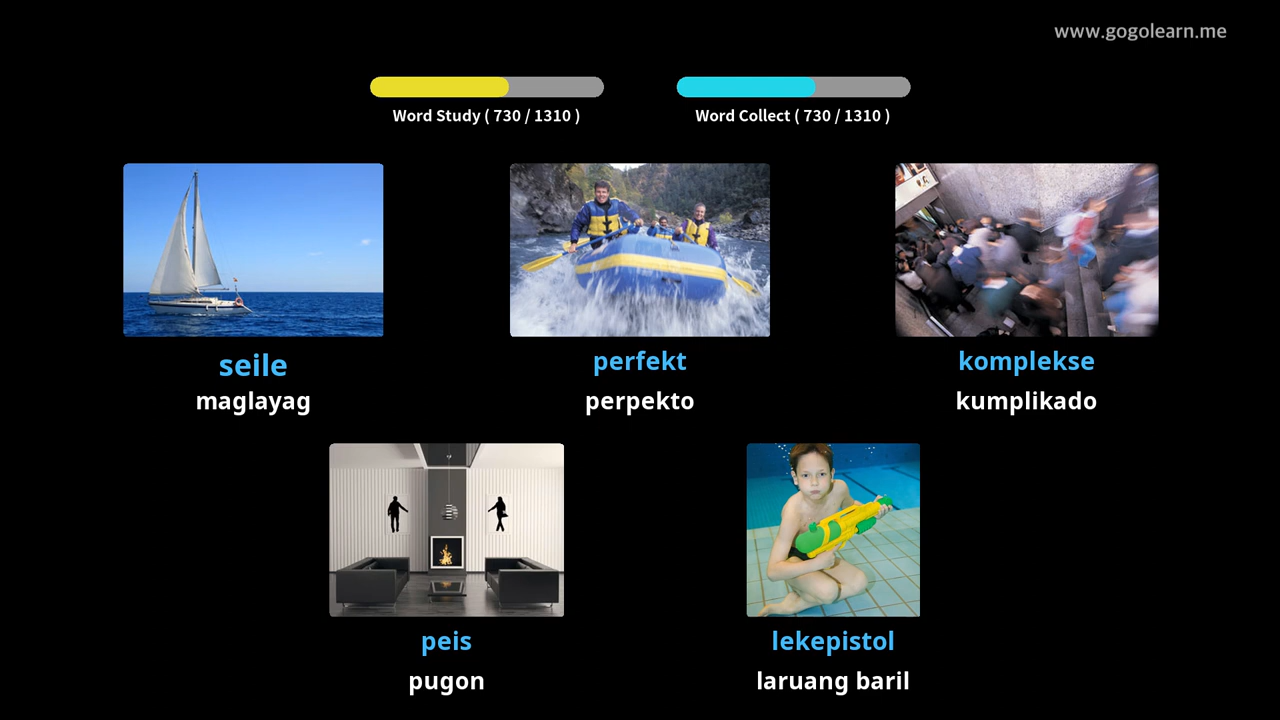 www.gogolearn.me
Word Study ( 730 / 1310 )
Word Collect ( 730 / 1310 )
seile
maglayag
perfekt
perpekto
komplekse
kumplikado
peis
pugon
lekepistol
laruang baril